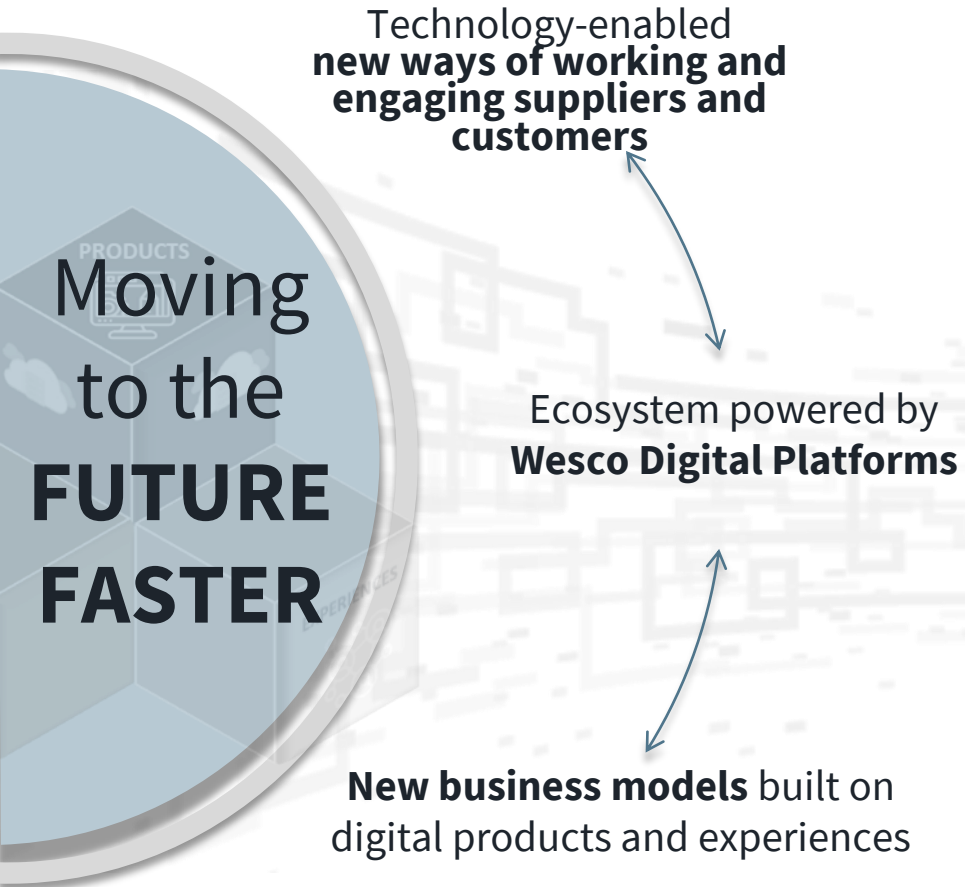 Technology-enabled
new ways of working and
engaging suppliers and
customers
PRODUCTS
Moving
to the
FUTURE
FASTER
Ecosystem powered by
Wesco Digital Platforms
EXPERIENCES
New business models built on
digital products and experiences